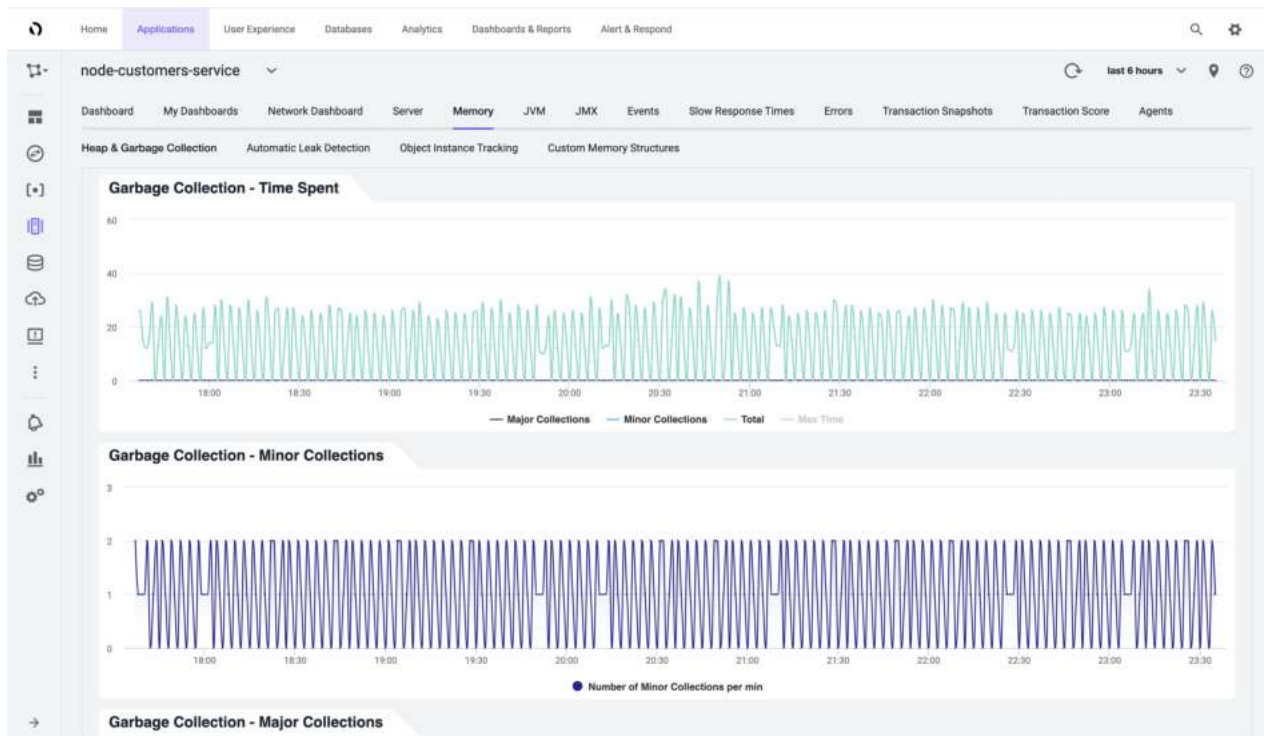 Home Applications User Experience Databases Analytics Dashboards & Reports Alert & Respond
node-customers-service last 6 hours
Dashboard My Dashboards Network Dashboard Server Memory JVM JMX Events Slow Response Times Errors Transaction Snapshots Transaction Score Agents
Heap & Garbage Collection Automatic Leak Detection Object Instance Tracking Custom Memory Structures
Garbage Collection - Time Spent
60
40
20
0
18:00 18:30 19:00 19:30 20:00 20:30 21:00 21:30 22:00 22:30 23:00 23:30
Major Collections Minor Collections Total Max Time
Garbage Collection - Minor Collections
3
2
1
0
18:00 18:30 19:00 19:30 20:00 20:30 21:00 21:30 22:00 22:30 23:00 23:30
Number of Minor Collections per min
Garbage Collection - Major Collections